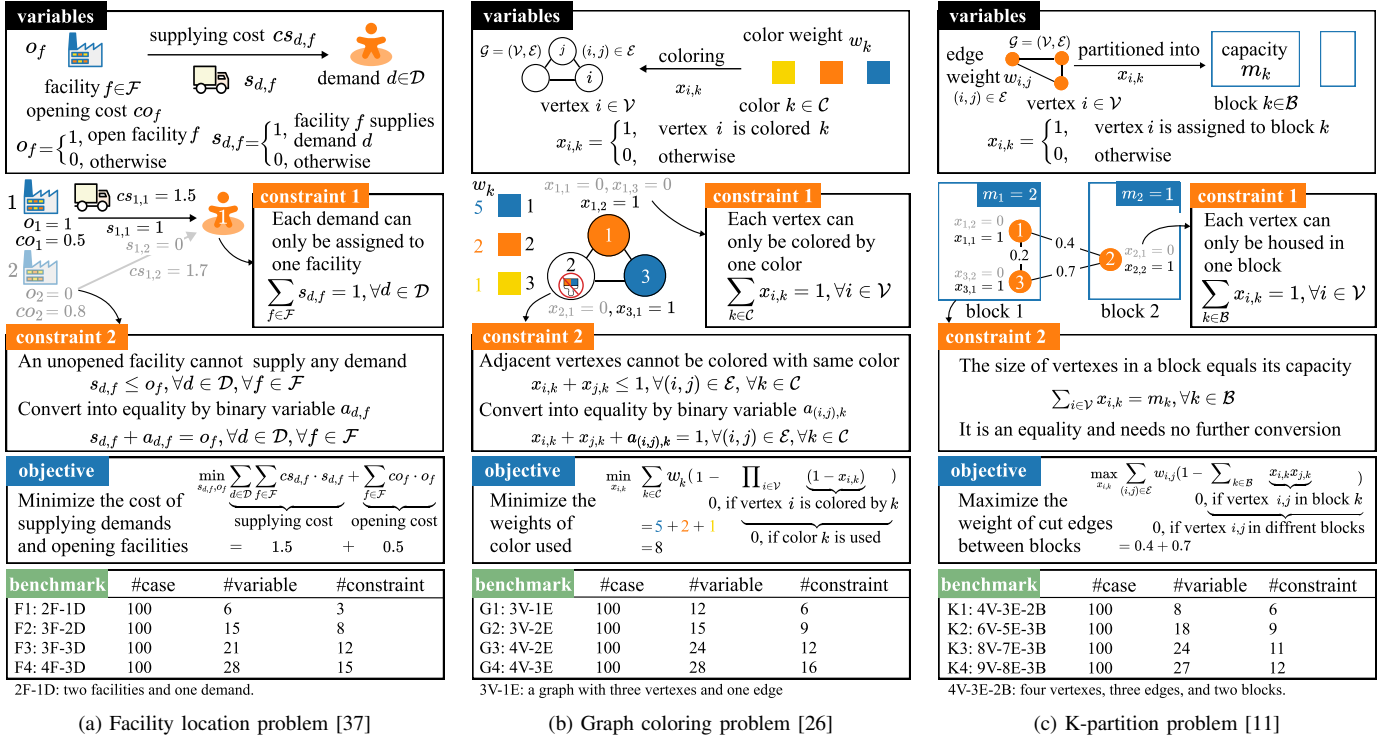 variables
o_f
supplying cost cs_{d,f}
s_{d,f}
facility f∈F
demand d∈D
opening cost co_f
o_f = { 1, open facility f
0, otherwise
s_{d,f} = { 1, facility f supplies
demand d
0, otherwise
1
cs_{1,1} = 1.5
1
o_1 = 1
s_{1,1} = 1
co_1 = 0.5
s_{1,2} = 0
2
cs_{1,2} = 1.7
o_2 = 0
co_2 = 0.8
constraint 1
Each demand can
only be assigned to
one facility
∑_{f∈F} s_{d,f} = 1, ∀d ∈ D
constraint 2
An unopened facility cannot supply any demand
s_{d,f} ≤ o_f, ∀d ∈ D, ∀f ∈ F
Convert into equality by binary variable a_{d,f}
s_{d,f} + a_{d,f} = o_f, ∀d ∈ D, ∀f ∈ F
objective
Minimize the cost of
supplying demands
and opening facilities
min_{s_{d,f}, o_f} ∑_{d∈D} ∑_{f∈F} cs_{d,f} · s_{d,f} + ∑_{f∈F} co_f · o_f
supplying cost opening cost
= 1.5 + 0.5
benchmark #case #variable #constraint
F1: 2F-1D 100 6 3
F2: 3F-2D 100 15 8
F3: 3F-3D 100 21 12
F4: 4F-3D 100 28 15
2F-1D: two facilities and one demand.
(a) Facility location problem [37]
variables
G = (V, E)
j
(i, j) ∈ E
i
coloring
x_{i,k}
color weight w_k
vertex i ∈ V
color k ∈ C
x_{i,k} = { 1, vertex i is colored k
0, otherwise
w_k
5 1
2 2
1 3
x_{1,1} = 0, x_{1,3} = 0
x_{1,2} = 1
1
2
3
x_{2,1} = 0, x_{3,1} = 1
constraint 1
Each vertex can
only be colored by
one color
∑_{k∈C} x_{i,k} = 1, ∀i ∈ V
constraint 2
Adjacent vertexes cannot be colored with same color
x_{i,k} + x_{j,k} ≤ 1, ∀(i, j) ∈ E, ∀k ∈ C
Convert into equality by binary variable a_{(i,j),k}
x_{i,k} + x_{j,k} + a_{(i,j),k} = 1, ∀(i, j) ∈ E, ∀k ∈ C
objective
Minimize the
weights of
color used
min_{x_{i,k}} ∑_{k∈C} w_k(1 − ∏_{i∈V} (1 − x_{i,k}) )
0, if vertex i is colored by k
= 5 + 2 + 1
0, if color k is used
= 8
benchmark #case #variable #constraint
G1: 3V-1E 100 12 6
G2: 3V-2E 100 15 9
G3: 4V-2E 100 24 12
G4: 4V-3E 100 28 16
3V-1E: a graph with three vertexes and one edge
(b) Graph coloring problem [26]
variables
G = (V, E)
edge
weight w_{i,j}
(i, j) ∈ E
partitioned into
x_{i,k}
capacity
m_k
vertex i ∈ V
block k∈B
x_{i,k} = { 1, vertex i is assigned to block k
0, otherwise
m_1 = 2
m_2 = 1
x_{1,2} = 0
x_{1,1} = 1
1
0.4
0.2
2
x_{2,1} = 0
x_{2,2} = 1
x_{3,2} = 0
x_{3,1} = 1
3
0.7
block 1
block 2
constraint 1
Each vertex can
only be housed in
one block
∑_{k∈B} x_{i,k} = 1, ∀i ∈ V
constraint 2
The size of vertexes in a block equals its capacity
∑_{i∈V} x_{i,k} = m_k, ∀k ∈ B
It is an equality and needs no further conversion
objective
Maximize the
weight of cut edges
between blocks
max_{x_{i,k}} ∑_{(i,j)∈E} w_{i,j}(1 − ∑_{k∈B} x_{i,k}x_{j,k} )
0, if vertex i,j in block k
0, if vertex i,j in diffrent blocks
= 0.4 + 0.7
benchmark #case #variable #constraint
K1: 4V-3E-2B 100 8 6
K2: 6V-5E-3B 100 18 9
K3: 8V-7E-3B 100 24 11
K4: 9V-8E-3B 100 27 12
4V-3E-2B: four vertexes, three edges, and two blocks.
(c) K-partition problem [11]